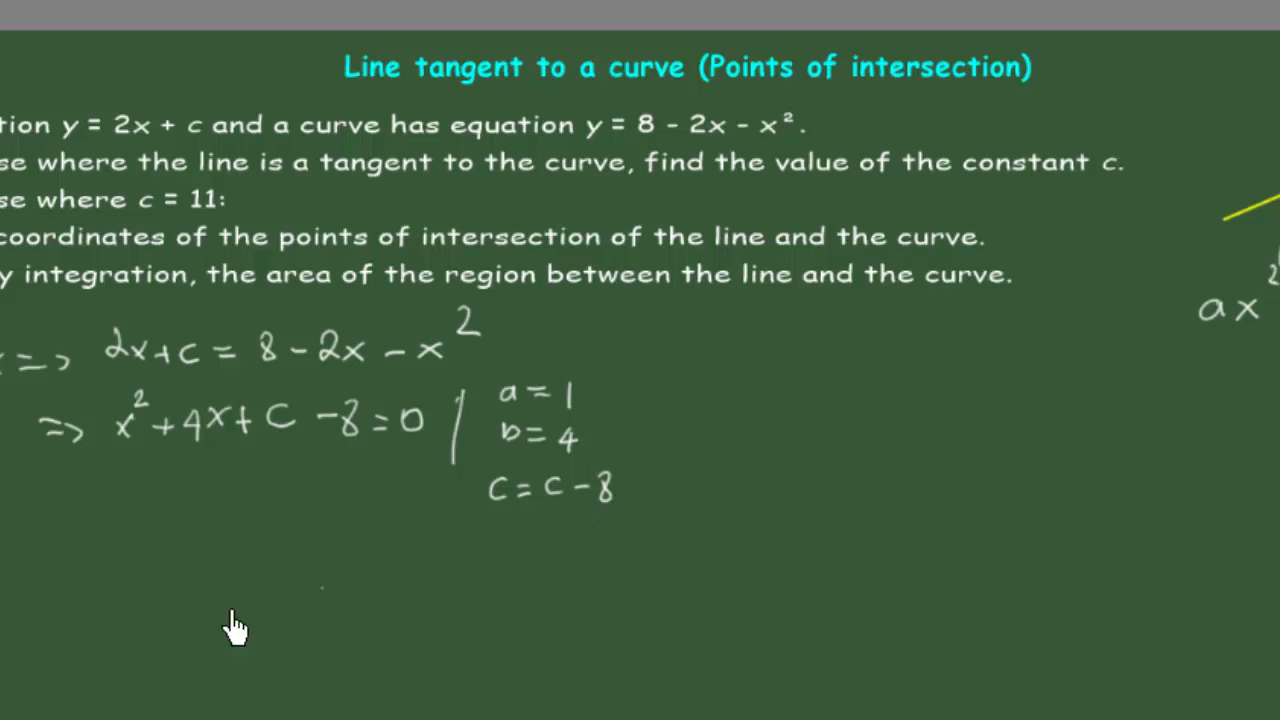 Line tangent to a curve (Points of intersection)
tion y = 2x + c and a curve has equation y = 8 - 2x - x².
se where the line is a tangent to the curve, find the value of the constant c.
se where c = 11:
coordinates of the points of intersection of the line and the curve.
y integration, the area of the region between the line and the curve.
ax²
=> 2x+c = 8-2x-x²
=> x²+4x+c-8=0
a=1
b=4
c=c-8